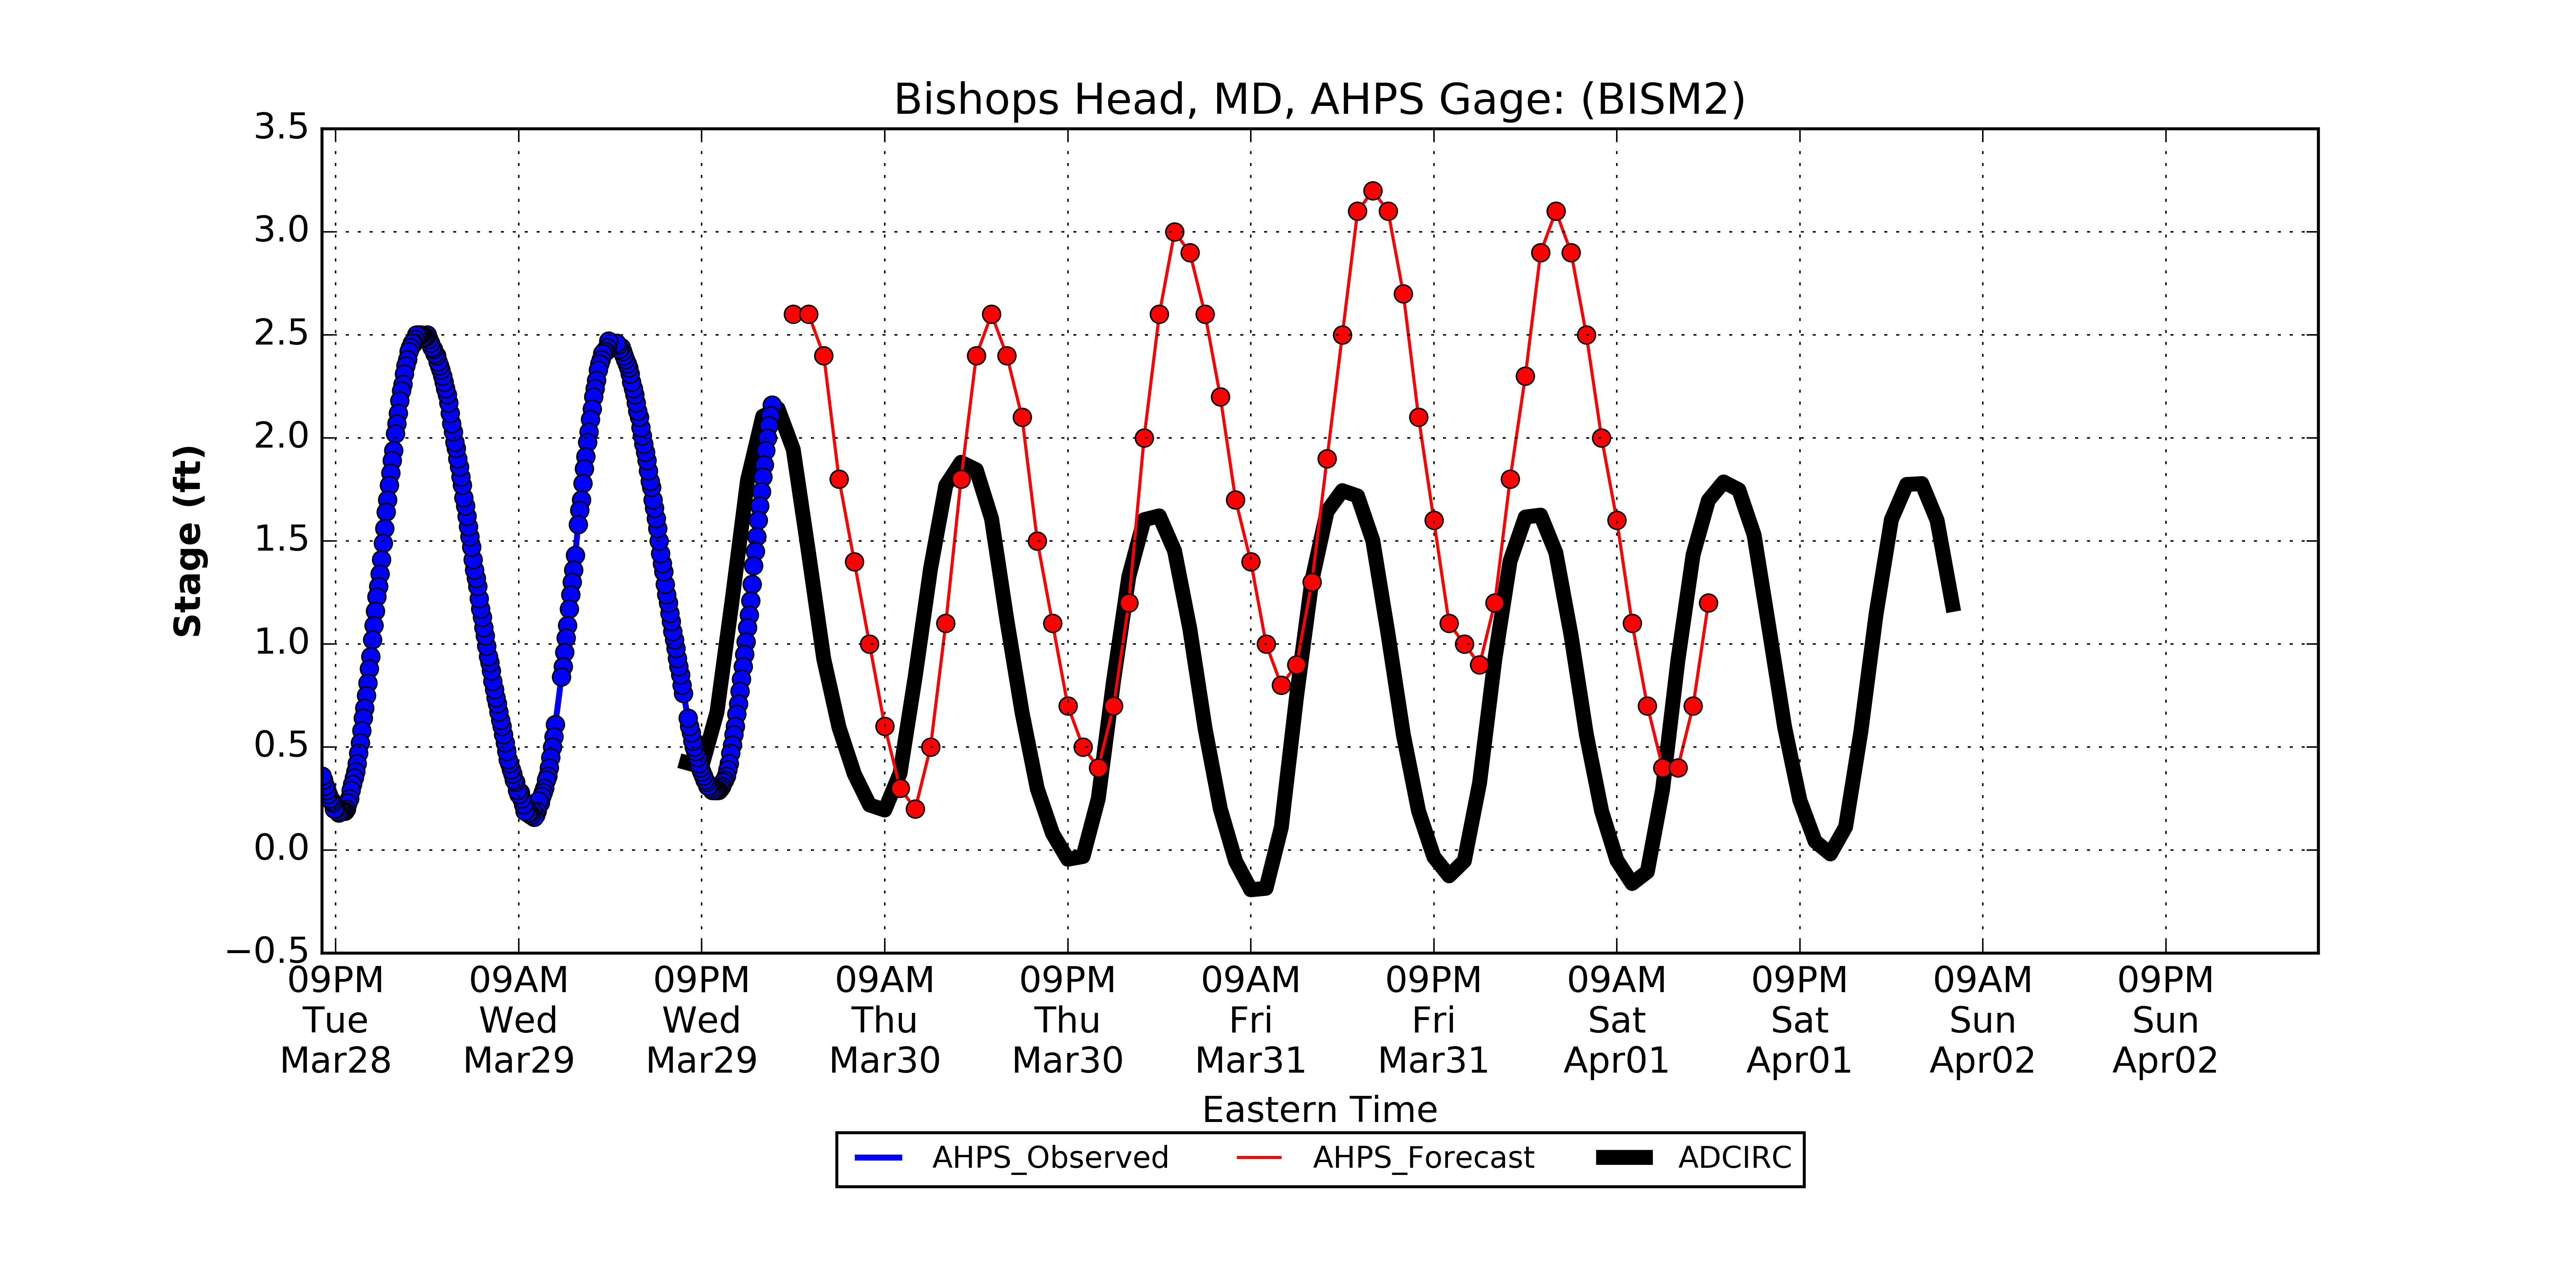 Bishops Head, MD, AHPS Gage: (BISM2)
3.5
3.0
2.5
2.0
1.5
1.0
0.5
0.0
−0.5
Stage (ft)
09PM 09AM 09PM 09AM 09PM 09AM 09PM 09AM 09PM 09AM 09PM
Tue Wed Wed Thu Thu Fri Fri Sat Sat Sun Sun
Mar28 Mar29 Mar29 Mar30 Mar30 Mar31 Mar31 Apr01 Apr01 Apr02 Apr02
Eastern Time
AHPS_Observed AHPS_Forecast ADCIRC